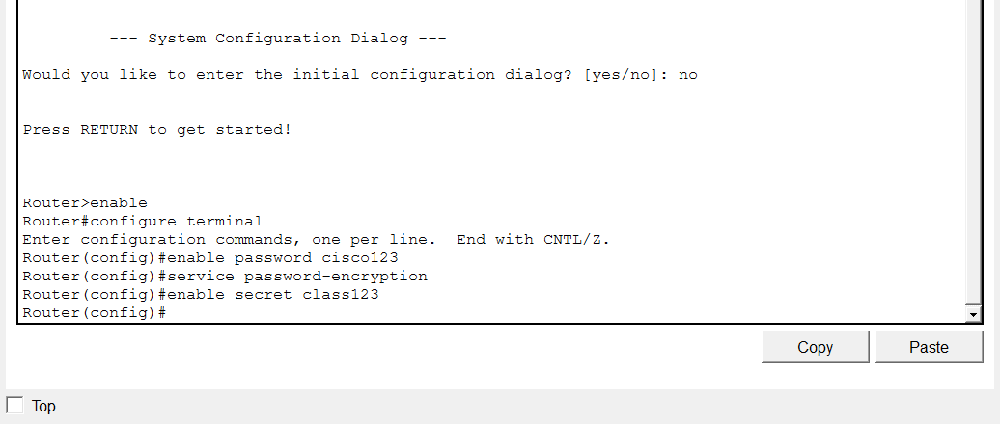 --- System Configuration Dialog ---
Would you like to enter the initial configuration dialog? [yes/no]: no
Press RETURN to get started!
Router>enable
Router#configure terminal
Enter configuration commands, one per line.  End with CNTL/Z.
Router(config)#enable password cisco123
Router(config)#service password-encryption
Router(config)#enable secret class123
Router(config)#
Copy
Paste
Top